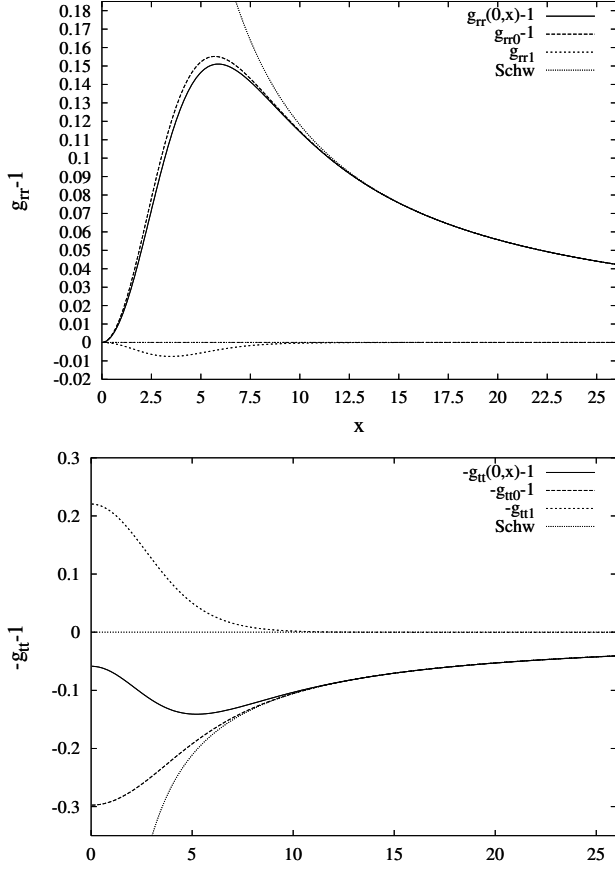 0.18
0.17
0.16
0.15
0.14
0.13
0.12
0.11
0.1
0.09
0.08
0.07
0.06
0.05
0.04
0.03
0.02
0.01
0
-0.01
-0.02
g_rr-1
g_rr(0,x)-1
g_rr0-1
g_rr1
Schw
0 2.5 5 7.5 10 12.5 15 17.5 20 22.5 25
x
0.3
0.2
0.1
0
-0.1
-0.2
-0.3
-g_tt-1
-g_tt(0,x)-1
-g_tt0-1
-g_tt1
Schw
0 5 10 15 20 25